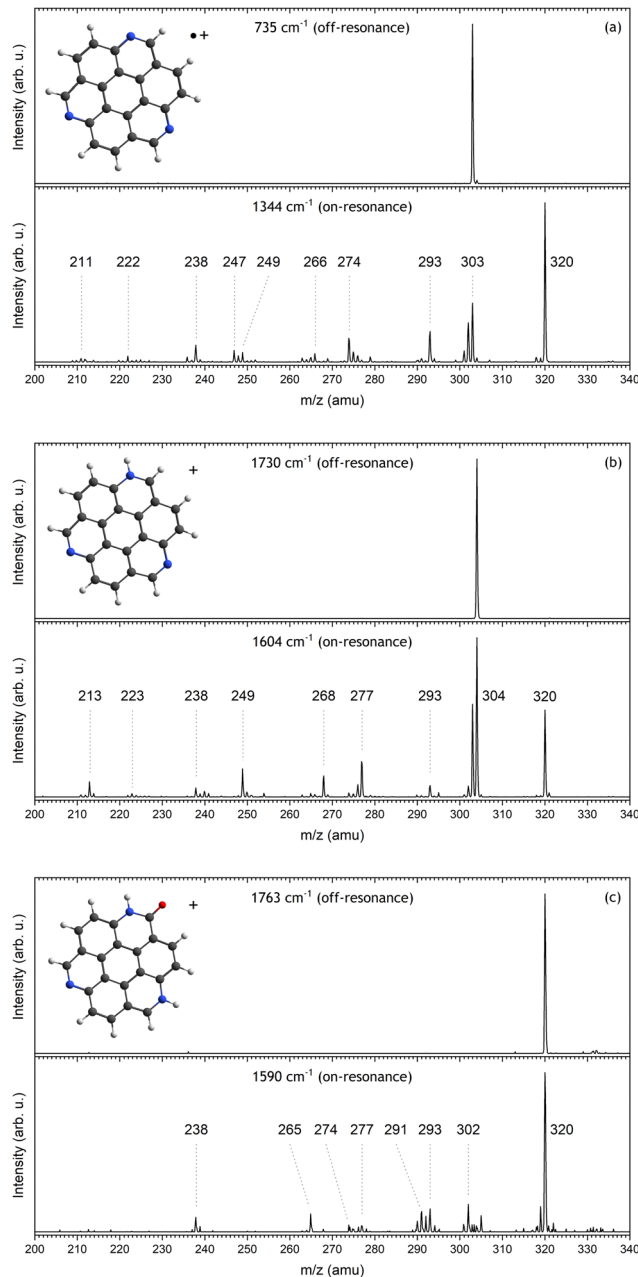 735 cm-1 (off-resonance) (a)
•+
Intensity (arb. u.)
1344 cm-1 (on-resonance)
211 222 238 247 249 266 274 293 303 320
Intensity (arb. u.)
200 210 220 230 240 250 260 270 280 290 300 310 320 330 340
m/z (amu)
1730 cm-1 (off-resonance) (b)
+
Intensity (arb. u.)
1604 cm-1 (on-resonance)
213 223 238 249 268 277 293 304 320
Intensity (arb. u.)
200 210 220 230 240 250 260 270 280 290 300 310 320 330 340
m/z (amu)
1763 cm-1 (off-resonance) (c)
+
Intensity (arb. u.)
1590 cm-1 (on-resonance)
238 265 274 277 291 293 302 320
Intensity (arb. u.)
200 210 220 230 240 250 260 270 280 290 300 310 320 330 340
m/z (amu)